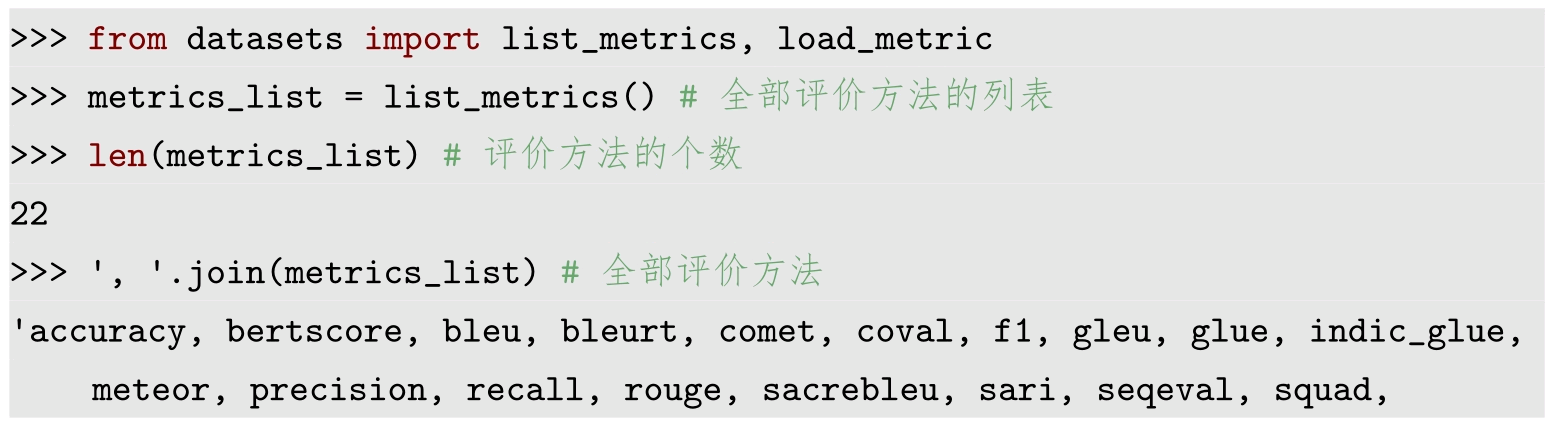 >>> from datasets import list_metrics, load_metric
>>> metrics_list = list_metrics() # 全部评价方法的列表
>>> len(metrics_list) # 评价方法的个数
22
>>> ', '.join(metrics_list) # 全部评价方法
'accuracy, bertscore, bleu, bleurt, comet, coval, f1, gleu, glue, indic_glue,
meteor, precision, recall, rouge, sacrebleu, sari, seqeval, squad,